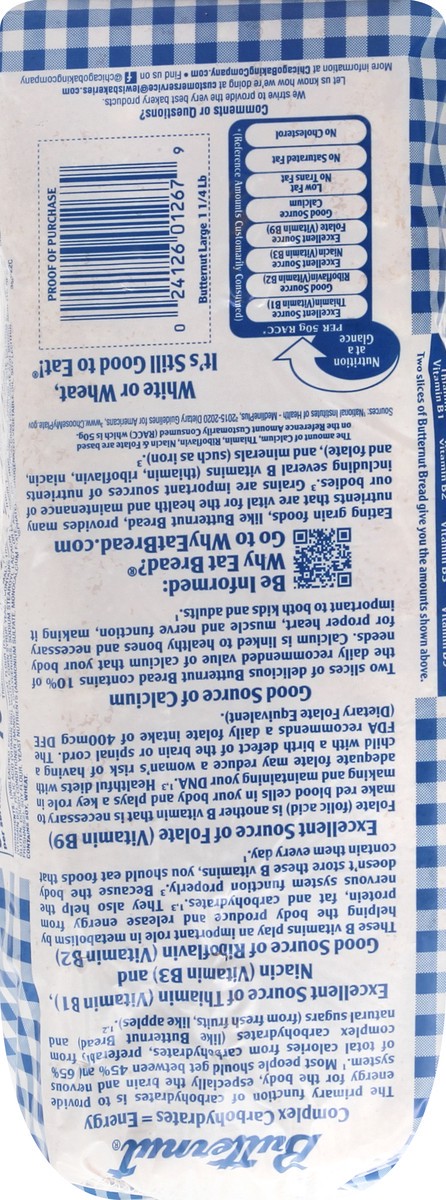 Butternut®
Complex Carbohydrates = Energy
The primary function of carbohydrates is to provide
energy for the body, especially the brain and nervous
system.¹ Most people should get between 45% and 65%
of total calories from carbohydrates, preferably from
complex carbohydrates (like Butternut Bread) and
natural sugars (from fresh fruits, like apples).¹,²
Excellent Source of Thiamin (Vitamin B1),
Niacin (Vitamin B3) and
Good Source of Riboflavin (Vitamin B2)
These B vitamins play an important role in metabolism by
helping the body produce and release energy from
protein, fat and carbohydrates.¹,³ They also help the
nervous system function properly.³ Because the body
doesn't store these B vitamins, you should eat foods that
contain them every day.¹
Excellent Source of Folate (Vitamin B9)
Folate (folic acid) is another B vitamin that is necessary to
make red blood cells in your body and plays a key role in
making and maintaining your DNA.¹,³ Healthful diets with
adequate folate may reduce a woman's risk of having a
child with a birth defect of the brain or spinal cord. The
FDA recommends a daily folate intake of 400mcg DFE
(Dietary Folate Equivalent).
Good Source of Calcium
Two slices of delicious Butternut Bread contains 10% of
the daily recommended value of calcium that your body
needs. Calcium is linked to healthy bones and necessary
for proper heart, muscle and nerve function, making it
important to both kids and adults.¹
Be Informed:
Why Eat Bread?®
Go to WhyEatBread.com
Eating grain foods, like Butternut Bread, provides many
nutrients that are vital for the health and maintenance of
our bodies.³ Grains are important sources of nutrients
including several B vitamins (thiamin, riboflavin, niacin,
and folate), and minerals (such as iron).³
The amount of Calcium, Thiamin, Riboflavin, Niacin & Folate are based
on the Reference Amount Customarily Consumed (RACC) which is 50g.
Sources: ¹National Institutes of Health - MedlinePlus, ²2015-2020 Dietary Guidelines for Americans, ³www.ChooseMyPlate.gov
White or Wheat,
It's Still Good to Eat!®
Nutrition
at a
Glance
PER 50g RACC*
Excellent Source
Thiamin(Vitamin B1)
Good Source
Riboflavin(Vitamin B2)
Excellent Source
Niacin(Vitamin B3)
Excellent Source
Folate (Vitamin B9)
Good Source
Calcium
Low Fat
No Trans Fat
No Saturated Fat
No Cholesterol
*(Reference Amounts Customarily Consumed)
Butternut Large 1 1/4 Lb
0 24126 01267 9
PROOF OF PURCHASE
Comments or Questions?
We strive to provide the very best bakery products.
Let us know how we're doing at customerservice@lewisbakeries.com
More information at ChicagoBakingCompany.com • Find us on f @chicagobakingcompany
Two slices of Butternut Bread give you the amounts shown above.
Vitamin B1
Vitamin B2